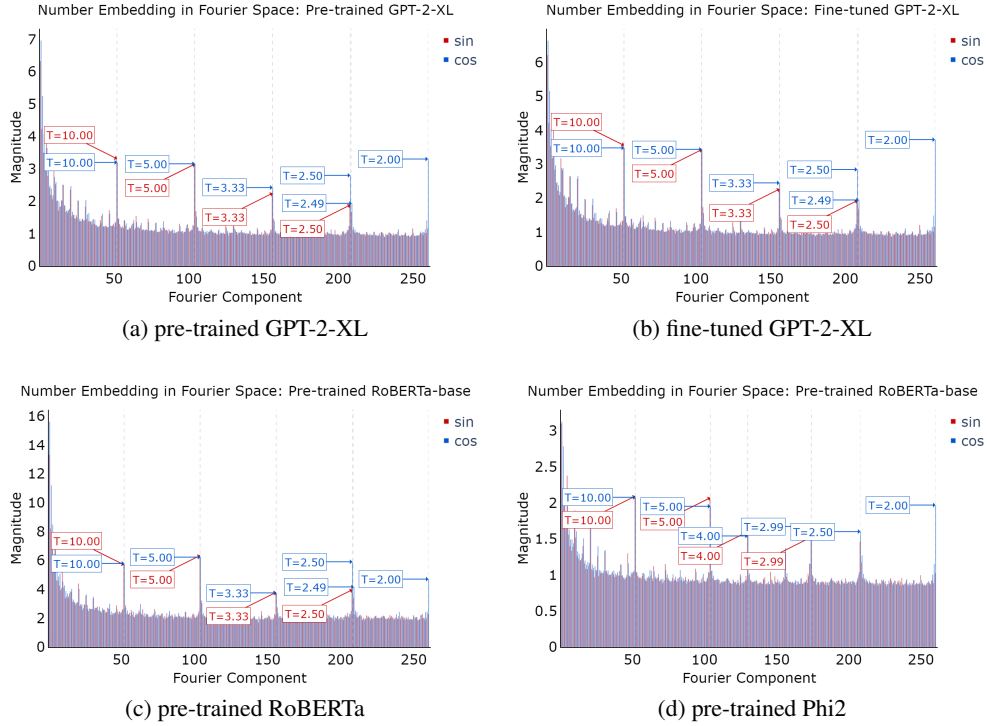 Number Embedding in Fourier Space: Pre-trained GPT-2-XL
sin
cos
Magnitude
7
6
5
4
3
2
1
0
T=10.00
T=10.00
T=5.00
T=5.00
T=3.33
T=3.33
T=2.50
T=2.49
T=2.50
T=2.00
50
100
150
200
250
Fourier Component
(a) pre-trained GPT-2-XL
Number Embedding in Fourier Space: Fine-tuned GPT-2-XL
sin
cos
Magnitude
6
5
4
3
2
1
0
T=10.00
T=10.00
T=5.00
T=5.00
T=3.33
T=3.33
T=2.50
T=2.49
T=2.50
T=2.00
50
100
150
200
250
Fourier Component
(b) fine-tuned GPT-2-XL
Number Embedding in Fourier Space: Pre-trained RoBERTa-base
sin
cos
Magnitude
16
14
12
10
8
6
4
2
0
T=10.00
T=10.00
T=5.00
T=5.00
T=3.33
T=3.33
T=2.50
T=2.49
T=2.50
T=2.00
50
100
150
200
250
Fourier Component
(c) pre-trained RoBERTa
Number Embedding in Fourier Space: Pre-trained RoBERTa-base
sin
cos
Magnitude
3
2.5
2
1.5
1
0.5
0
T=10.00
T=10.00
T=5.00
T=5.00
T=4.00
T=4.00
T=2.99
T=2.99
T=2.50
T=2.00
50
100
150
200
250
Fourier Component
(d) pre-trained Phi2